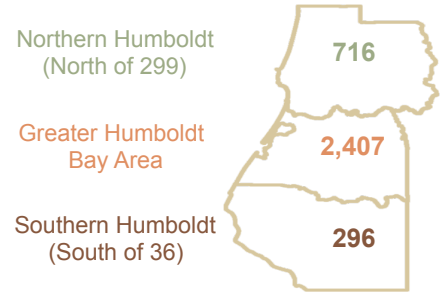 Northern Humboldt
(North of 299)
716
Greater Humboldt
Bay Area
2,407
Southern Humboldt
(South of 36)
296